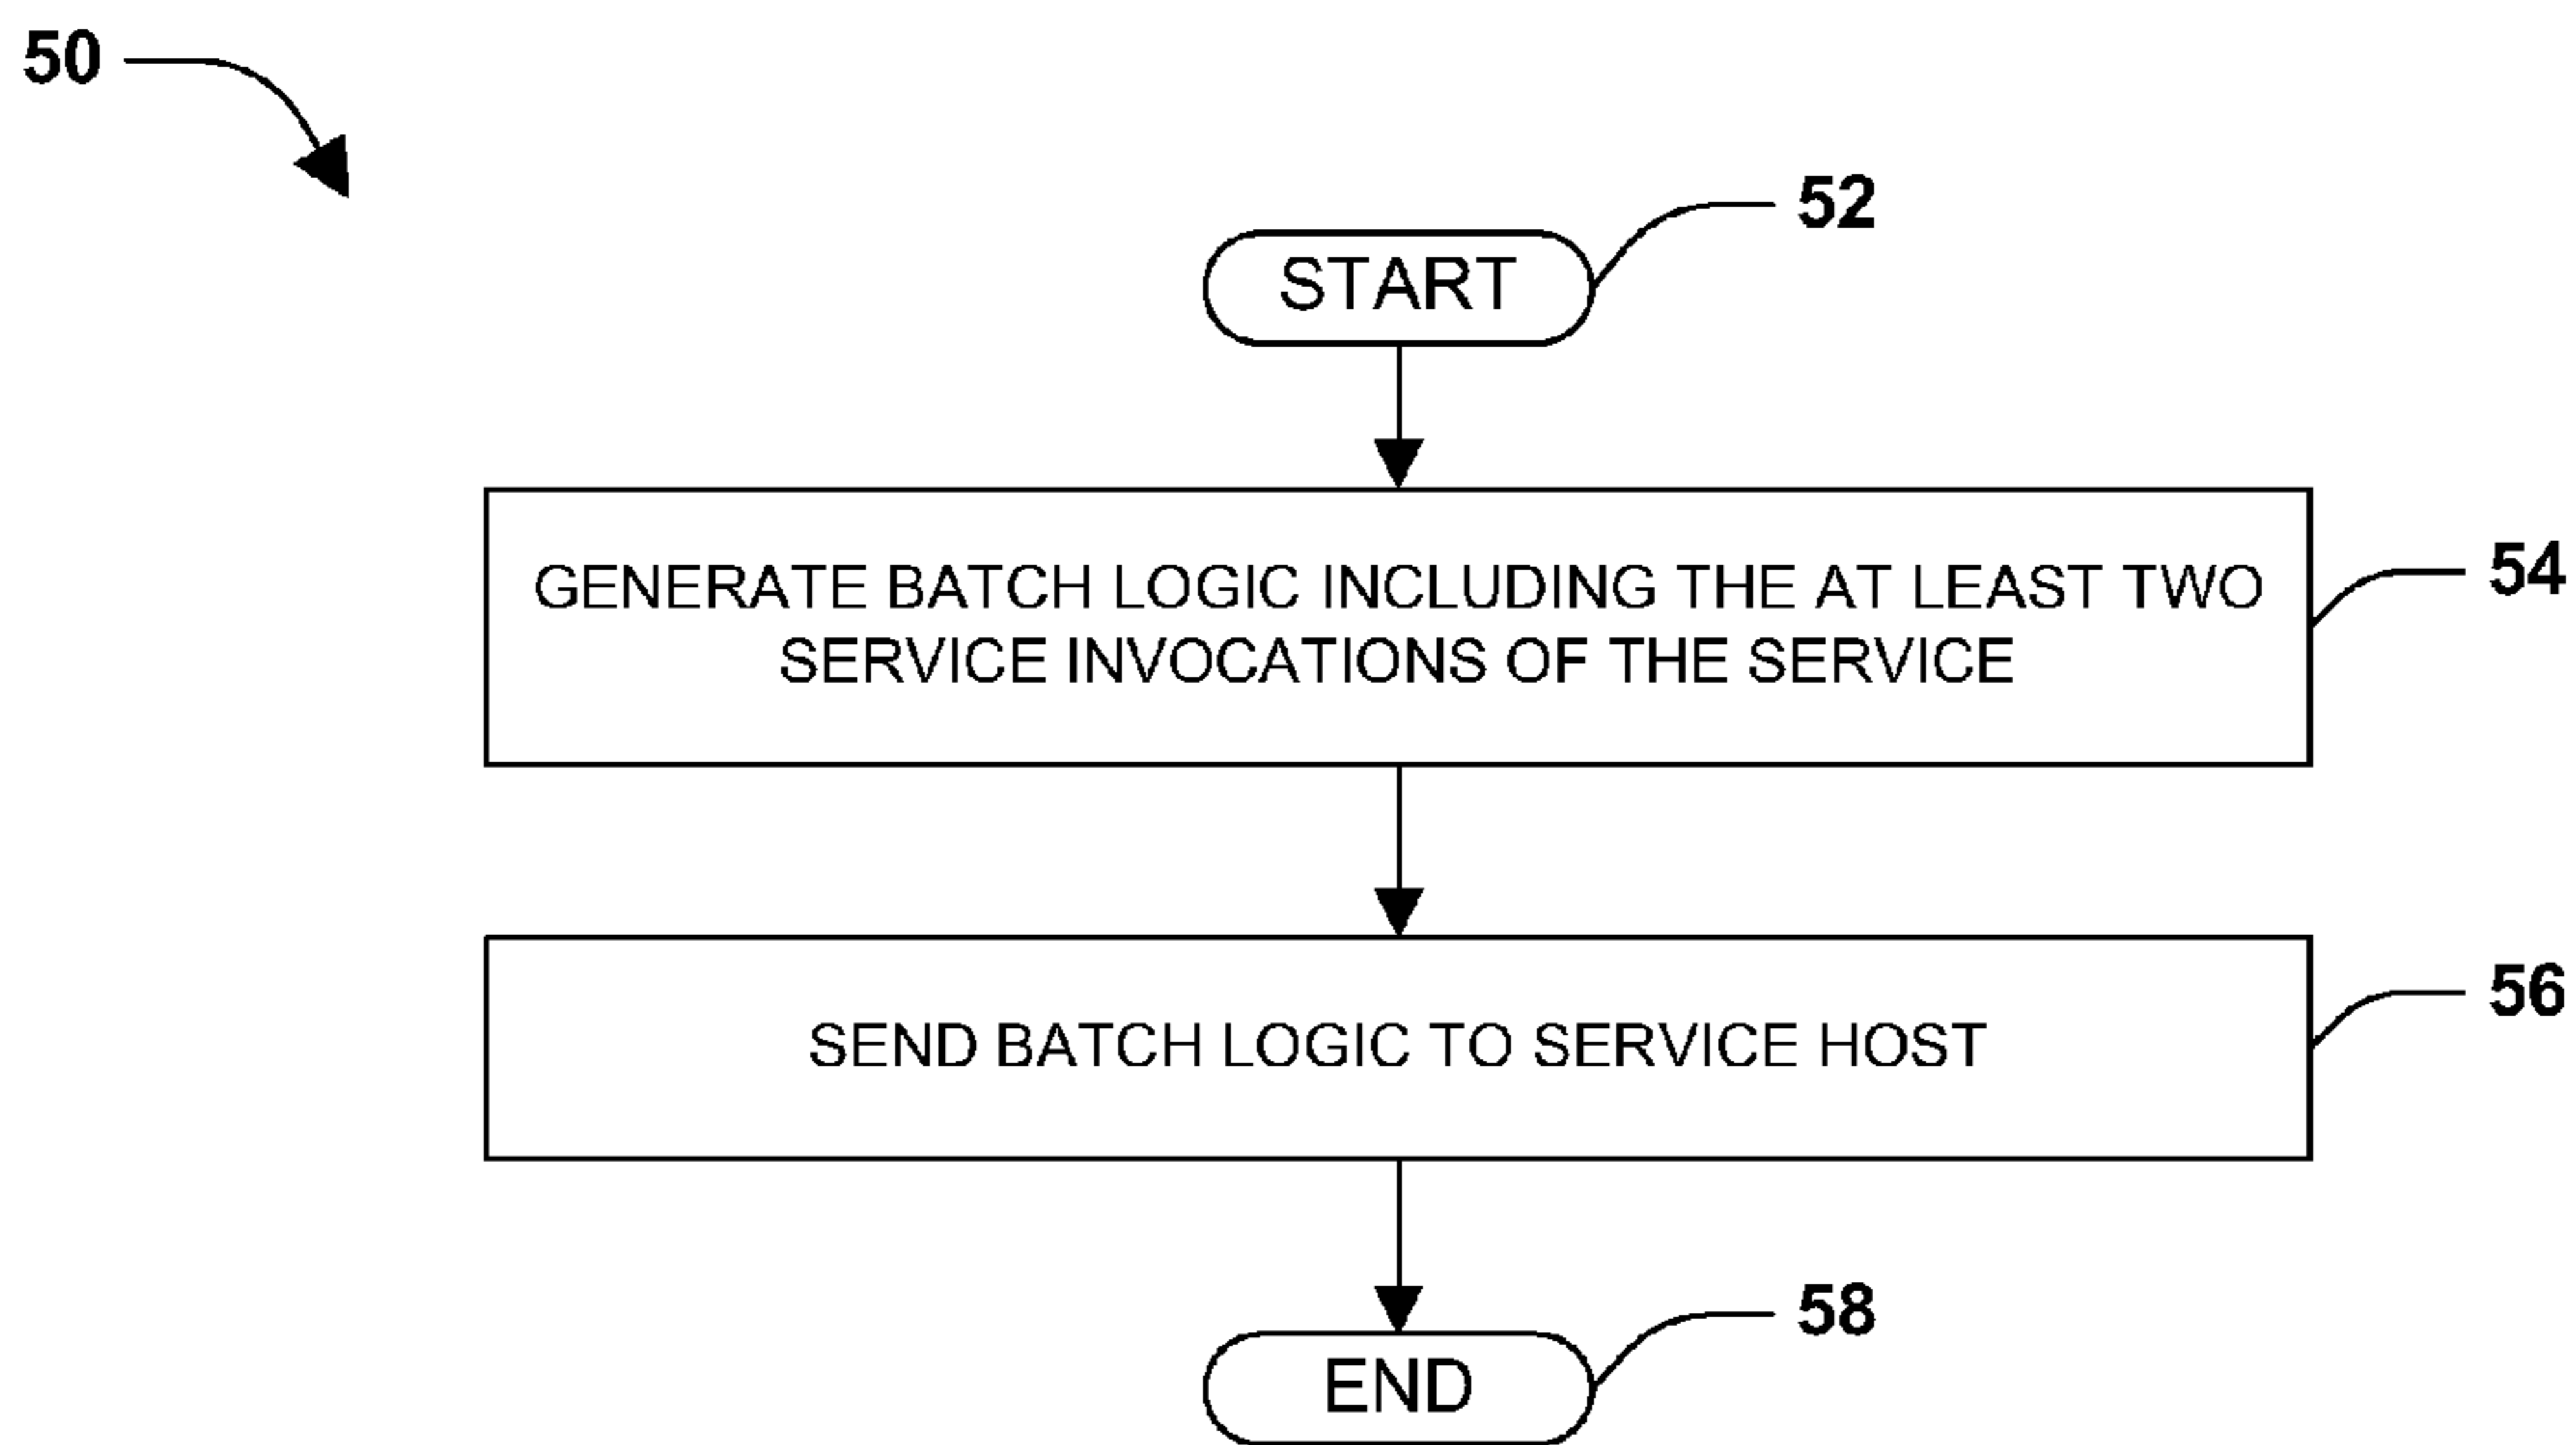 50
52
START
GENERATE BATCH LOGIC INCLUDING THE AT LEAST TWO
SERVICE INVOCATIONS OF THE SERVICE
54
SEND BATCH LOGIC TO SERVICE HOST
56
58
END